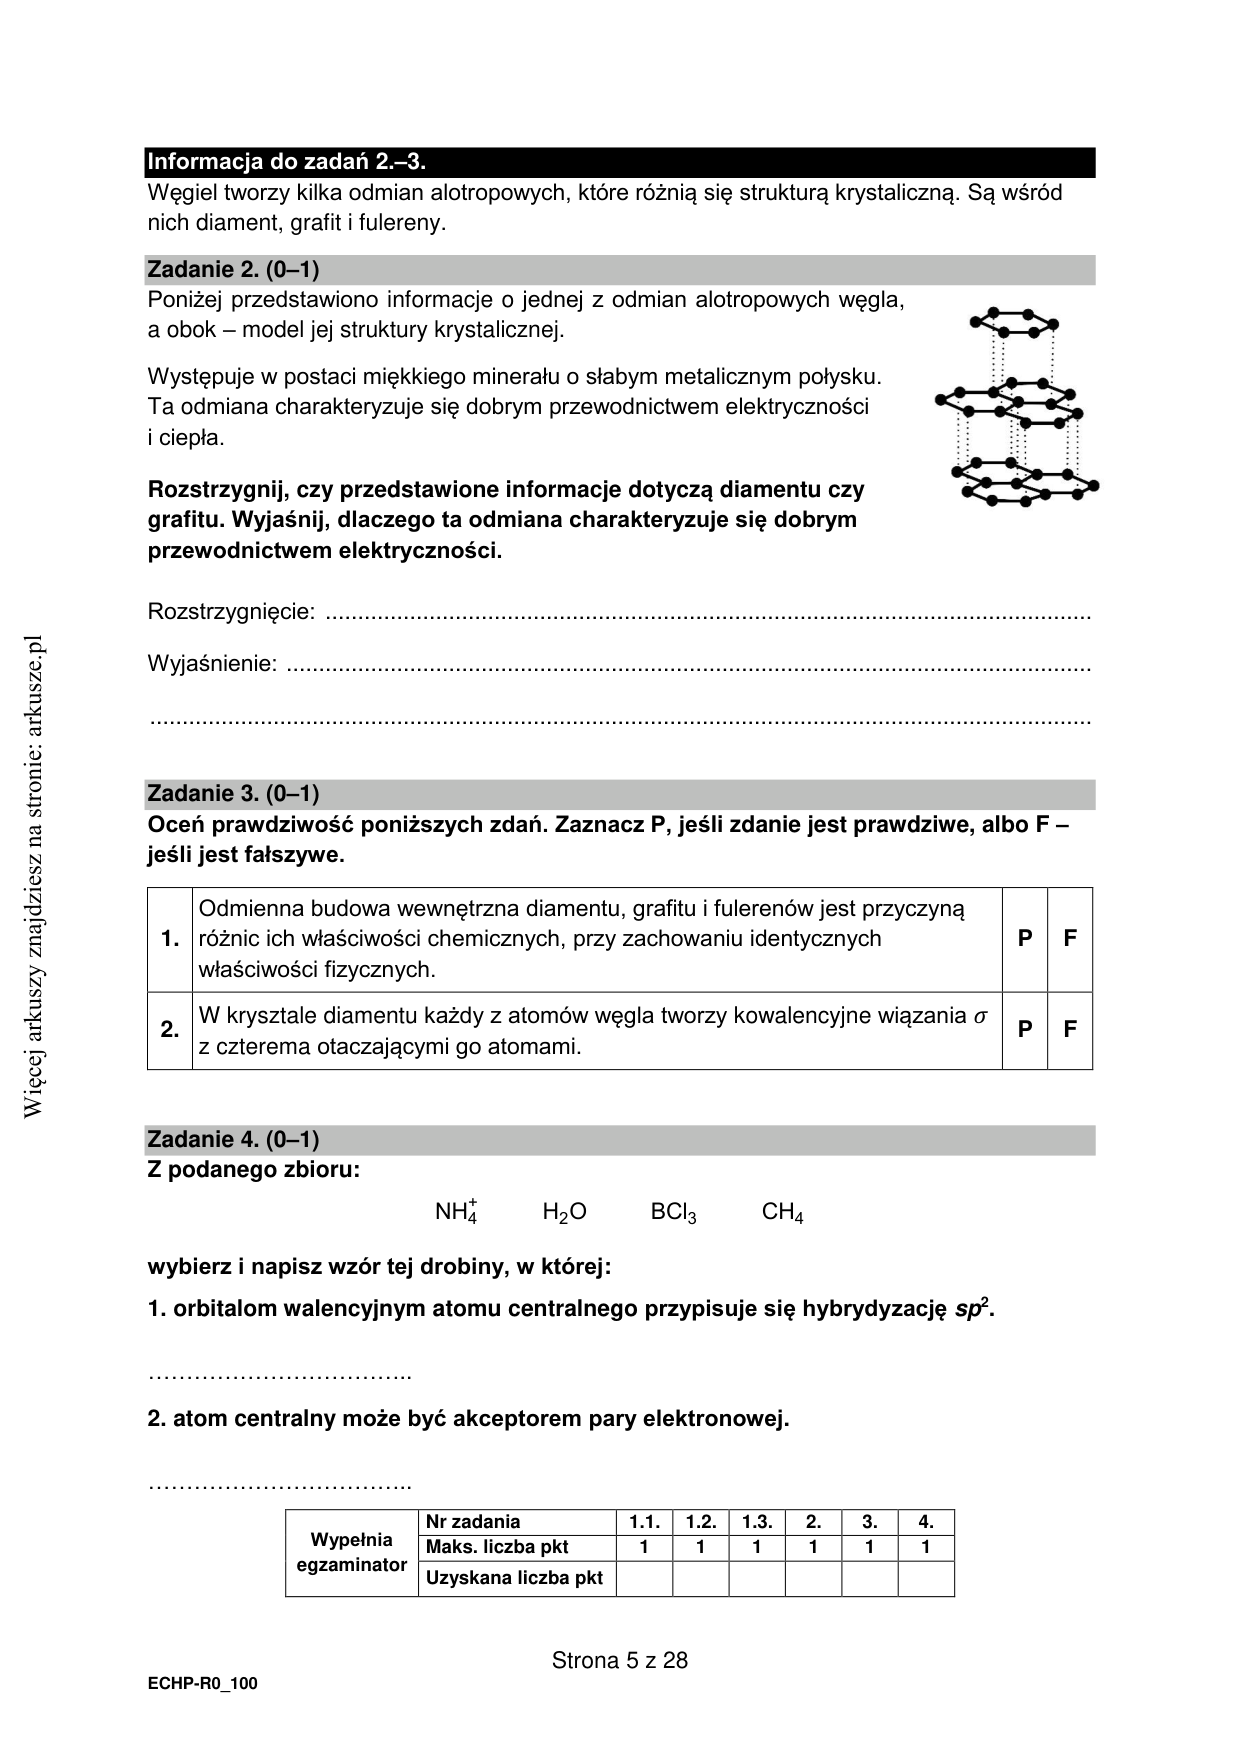 Informacja do zadań 2.–3.
Węgiel tworzy kilka odmian alotropowych, które różnią się strukturą krystaliczną. Są wśród
nich diament, grafit i fulereny.
Zadanie 2. (0–1)
Poniżej przedstawiono informacje o jednej z odmian alotropowych węgla,
a obok – model jej struktury krystalicznej.
Występuje w postaci miękkiego minerału o słabym metalicznym połysku.
Ta odmiana charakteryzuje się dobrym przewodnictwem elektryczności
i ciepła.
Rozstrzygnij, czy przedstawione informacje dotyczą diamentu czy
grafitu. Wyjaśnij, dlaczego ta odmiana charakteryzuje się dobrym
przewodnictwem elektryczności.
Rozstrzygnięcie: ......................................................................................................................
Wyjaśnienie: ............................................................................................................................
.................................................................................................................................................
Zadanie 3. (0–1)
Oceń prawdziwość poniższych zdań. Zaznacz P, jeśli zdanie jest prawdziwe, albo F –
jeśli jest fałszywe.
1. Odmienna budowa wewnętrzna diamentu, grafitu i fulerenów jest przyczyną
różnic ich właściwości chemicznych, przy zachowaniu identycznych
właściwości fizycznych. P F
2. W krysztale diamentu każdy z atomów węgla tworzy kowalencyjne wiązania σ
z czterema otaczającymi go atomami. P F
Zadanie 4. (0–1)
Z podanego zbioru:
NH₄⁺ H₂O BCl₃ CH₄
wybierz i napisz wzór tej drobiny, w której:
1. orbitalom walencyjnym atomu centralnego przypisuje się hybrydyzację sp².
……………………………..
2. atom centralny może być akceptorem pary elektronowej.
……………………………..
Wypełnia
egzaminator
Nr zadania 1.1. 1.2. 1.3. 2. 3. 4.
Maks. liczba pkt 1 1 1 1 1 1
Uzyskana liczba pkt
Strona 5 z 28
ECHP-R0_100
Więcej arkuszy znajdziesz na stronie: arkusze.pl